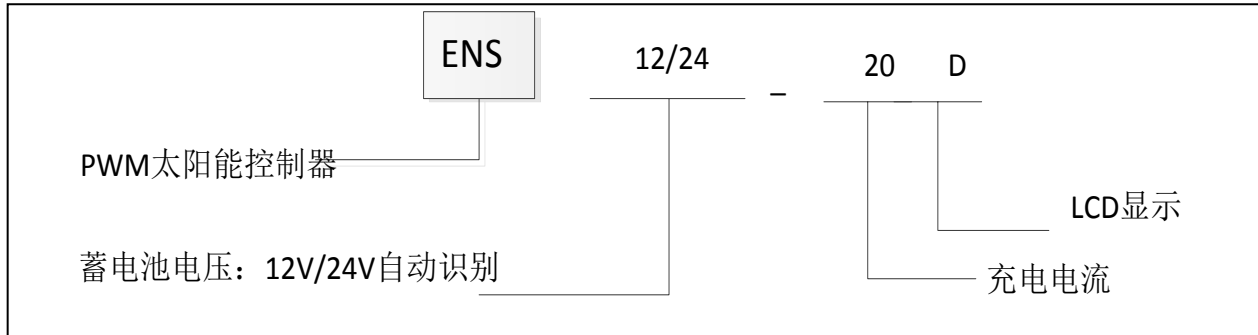 ENS 12/24 – 20 D
PWM太阳能控制器
LCD显示
蓄电池电压：12V/24V自动识别
充电电流